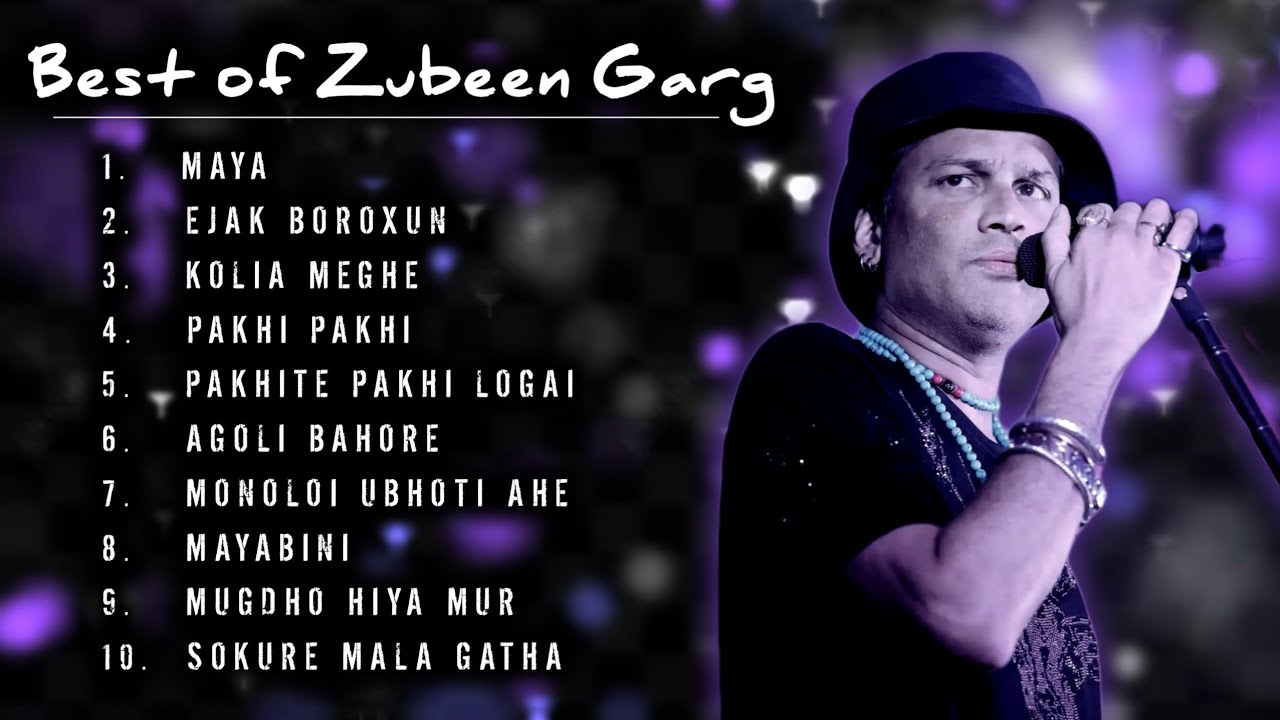 Best of Zubeen Garg
1. MAYA
2. EJAK BOROXUN
3. KOLIA MEGHE
4. PAKHI PAKHI
5. PAKHITE PAKHI LOGAI
6. AGOLI BAHORE
7. MONOLOI UBHOTI AHE
8. MAYABINI
9. MUGDHO HIYA MUR
10. SOKURE MALA GATHA